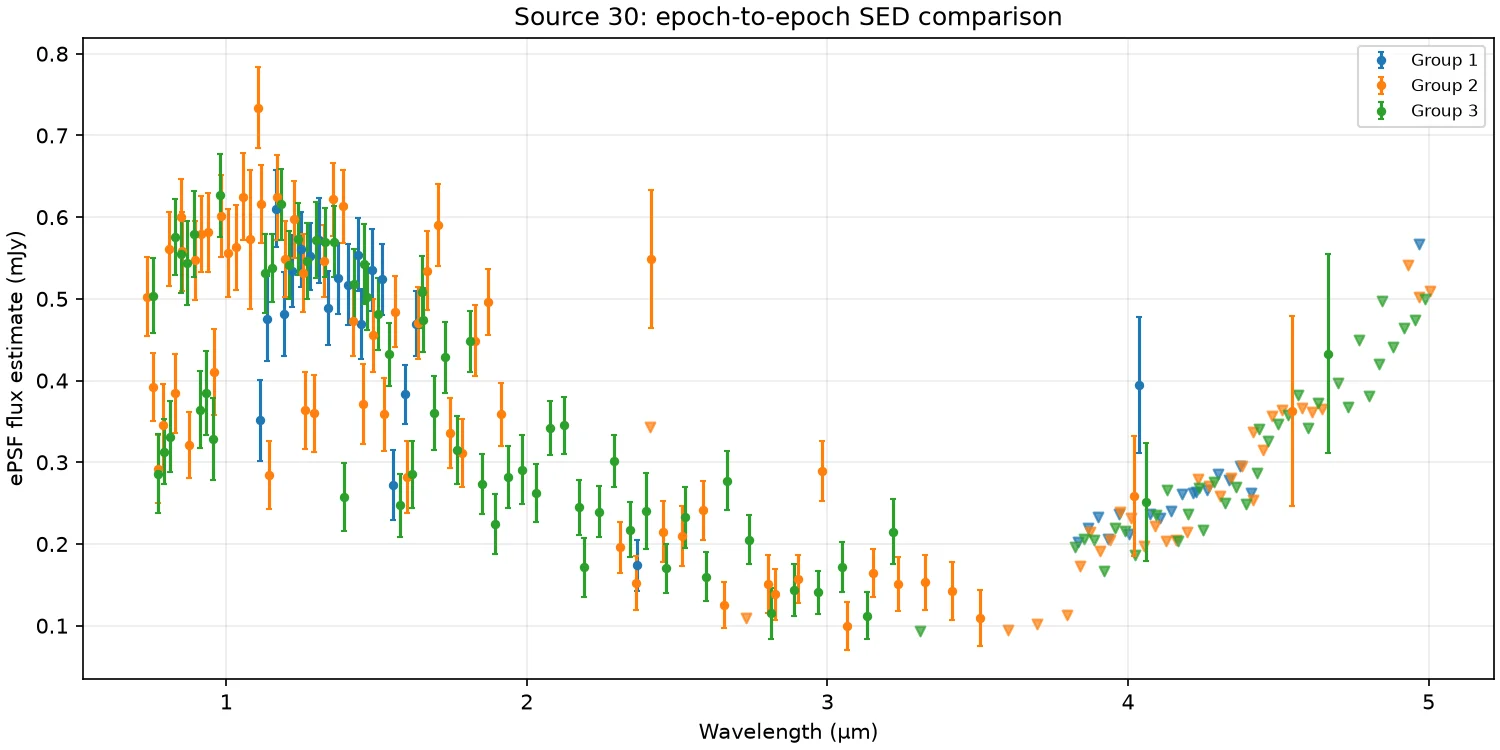 Source 30: epoch-to-epoch SED comparison
ePSF flux estimate (mJy)
0.8
0.7
0.6
0.5
0.4
0.3
0.2
0.1
Group 1
Group 2
Group 3
1 2 3 4 5
Wavelength (μm)